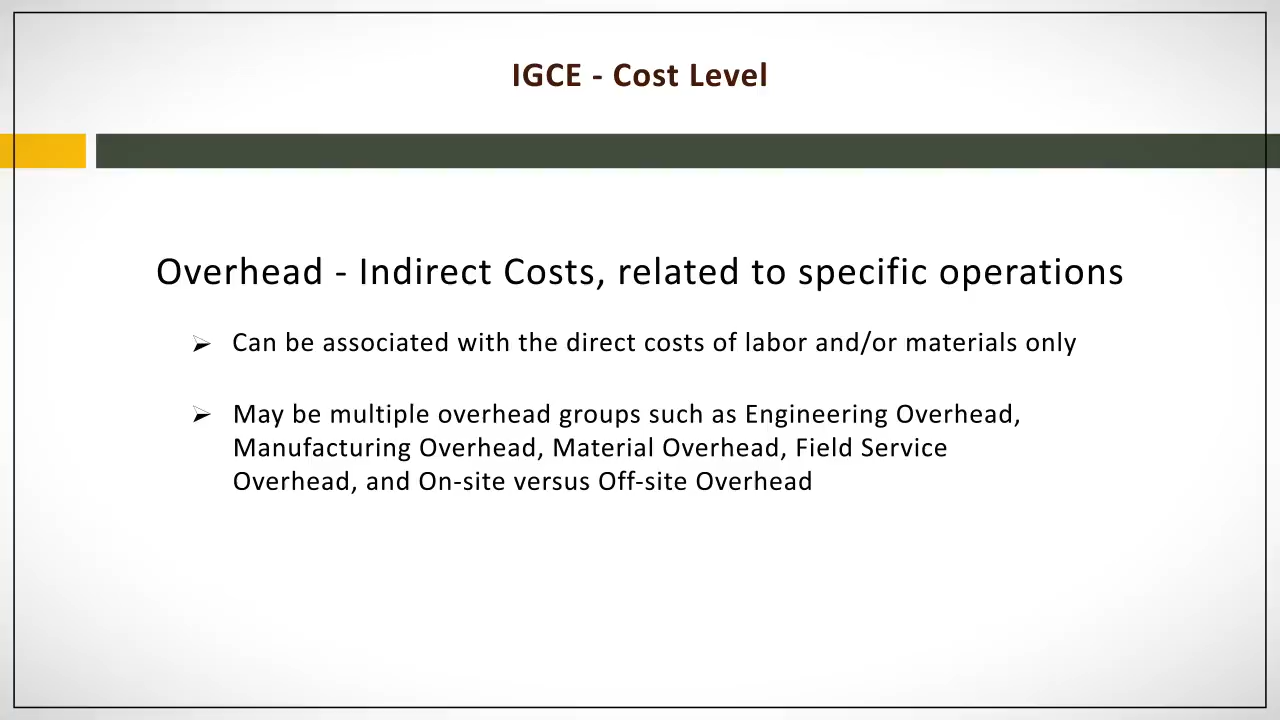 IGCE - Cost Level
Overhead - Indirect Costs, related to specific operations
Can be associated with the direct costs of labor and/or materials only
May be multiple overhead groups such as Engineering Overhead,
Manufacturing Overhead, Material Overhead, Field Service
Overhead, and On-site versus Off-site Overhead